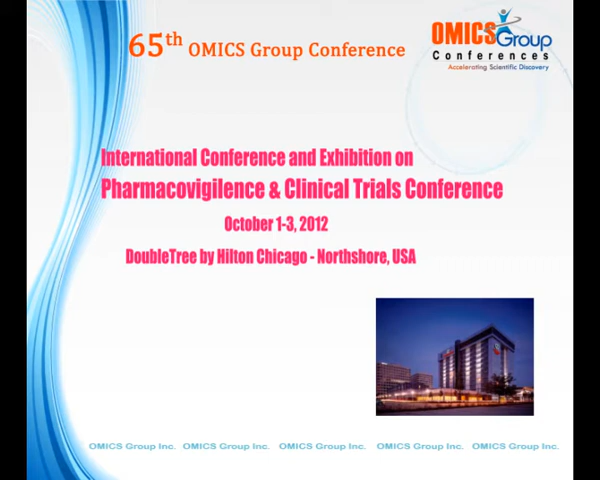 65th OMICS Group Conference
OMICS Group
Conferences
Accelerating Scientific Discovery
International Conference and Exhibition on
Pharmacovigilence & Clinical Trials Conference
October 1-3, 2012
DoubleTree by Hilton Chicago - Northshore, USA
OMICS Group Inc. OMICS Group Inc. OMICS Group Inc. OMICS Group Inc. OMICS Group Inc.